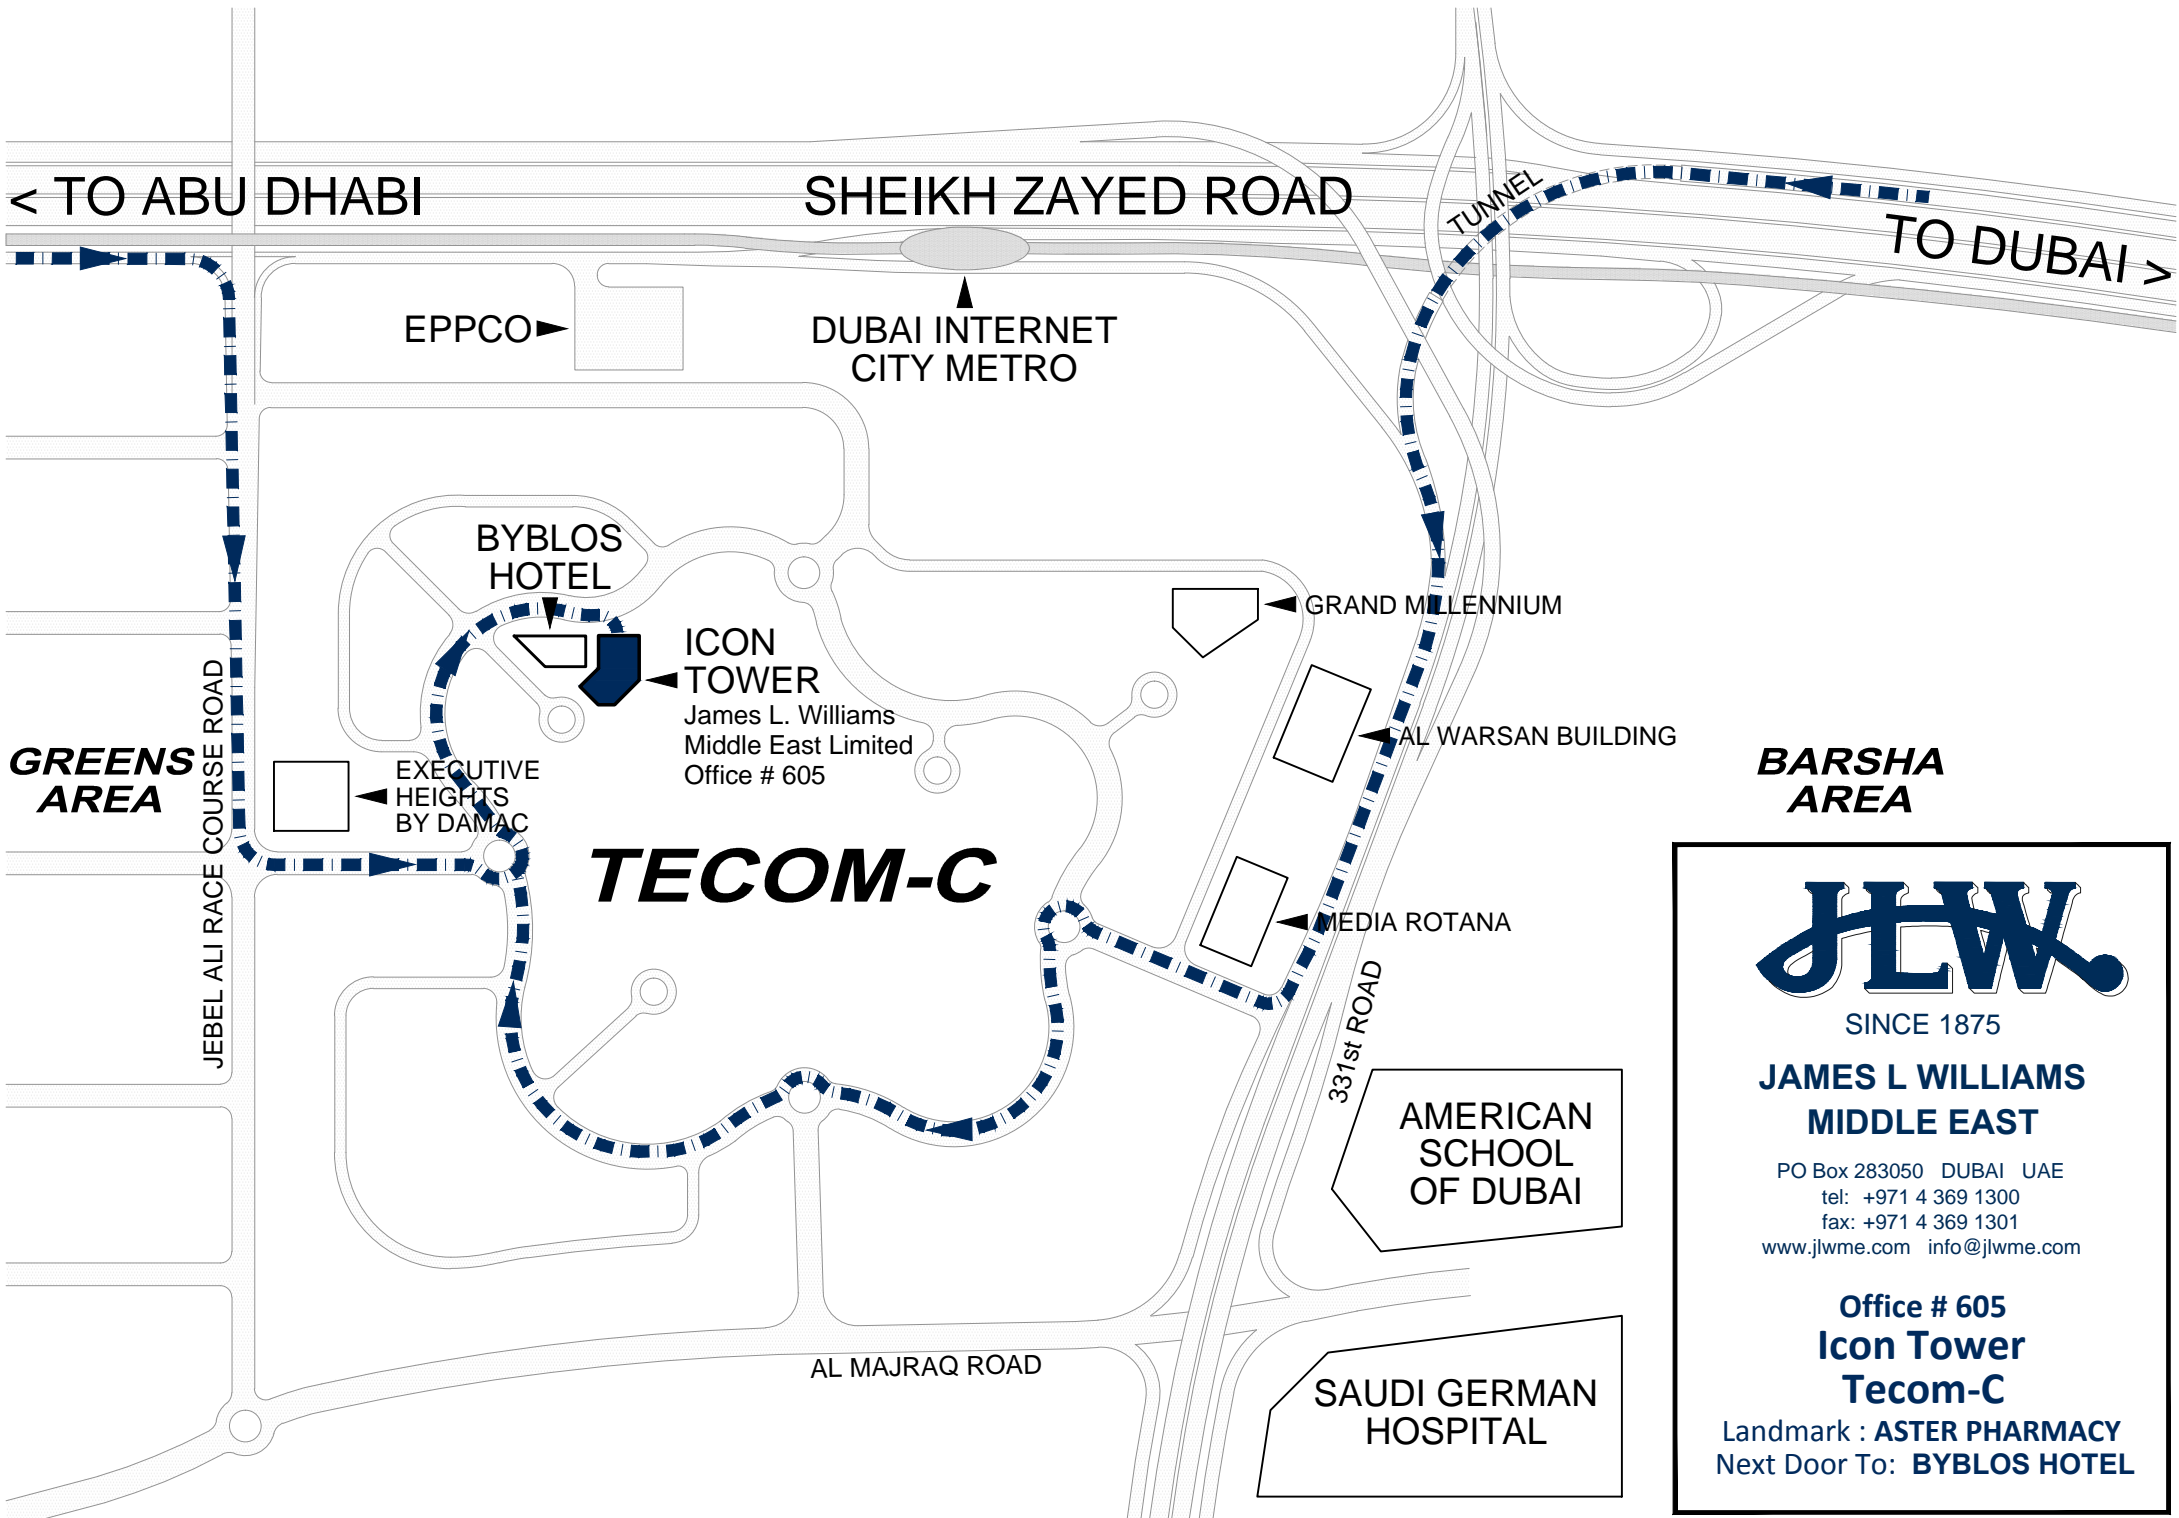 < TO ABU DHABI
SHEIKH ZAYED ROAD
TUNNEL
TO DUBAI >
EPPCO
DUBAI INTERNET
CITY METRO
BYBLOS
HOTEL
ICON
TOWER
James L. Williams
Middle East Limited
Office # 605
GRAND MILLENNIUM
AL WARSAN BUILDING
MEDIA ROTANA
GREENS
AREA
JEBEL ALI RACE COURSE ROAD
EXECUTIVE
HEIGHTS
BY DAMAC
TECOM-C
BARSHA
AREA
331st ROAD
AMERICAN
SCHOOL
OF DUBAI
AL MAJRAQ ROAD
SAUDI GERMAN
HOSPITAL
JLW
SINCE 1875
JAMES L WILLIAMS
MIDDLE EAST
PO Box 283050 DUBAI UAE
tel: +971 4 369 1300
fax: +971 4 369 1301
www.jlwme.com info@jlwme.com
Office # 605
Icon Tower
Tecom-C
Landmark : ASTER PHARMACY
Next Door To: BYBLOS HOTEL